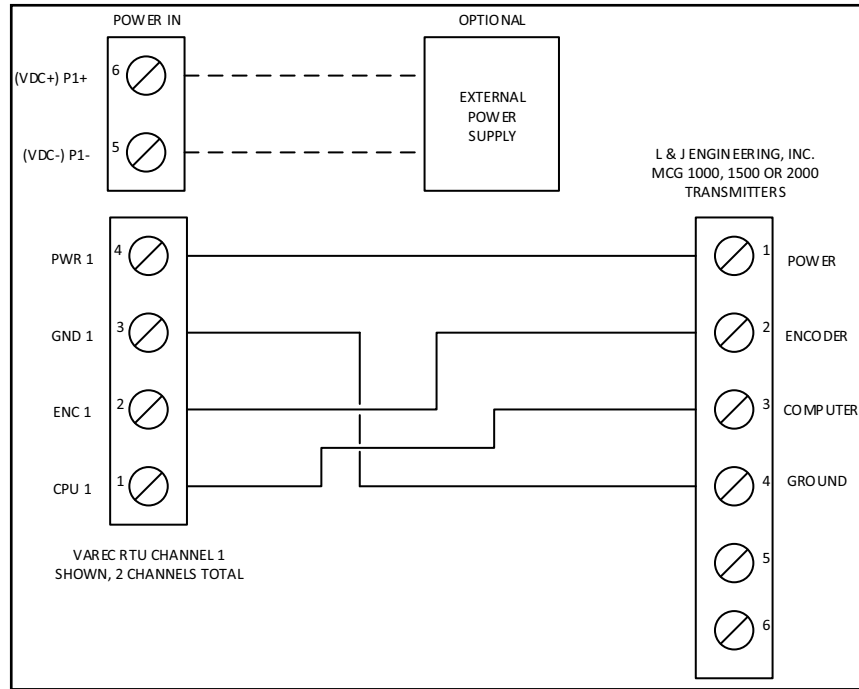 POWER IN
OPTIONAL
(VDC+) P1+
6
(VDC-) P1-
5
EXTERNAL
POWER
SUPPLY
L & J ENGINEERING, INC.
MCG 1000, 1500 OR 2000
TRANSMITTERS
PWR 1
4
1
POWER
GND 1
3
2
ENCODER
ENC 1
2
3
COMPUTER
CPU 1
1
4
GROUND
5
6
VAREC RTU CHANNEL 1
SHOWN, 2 CHANNELS TOTAL